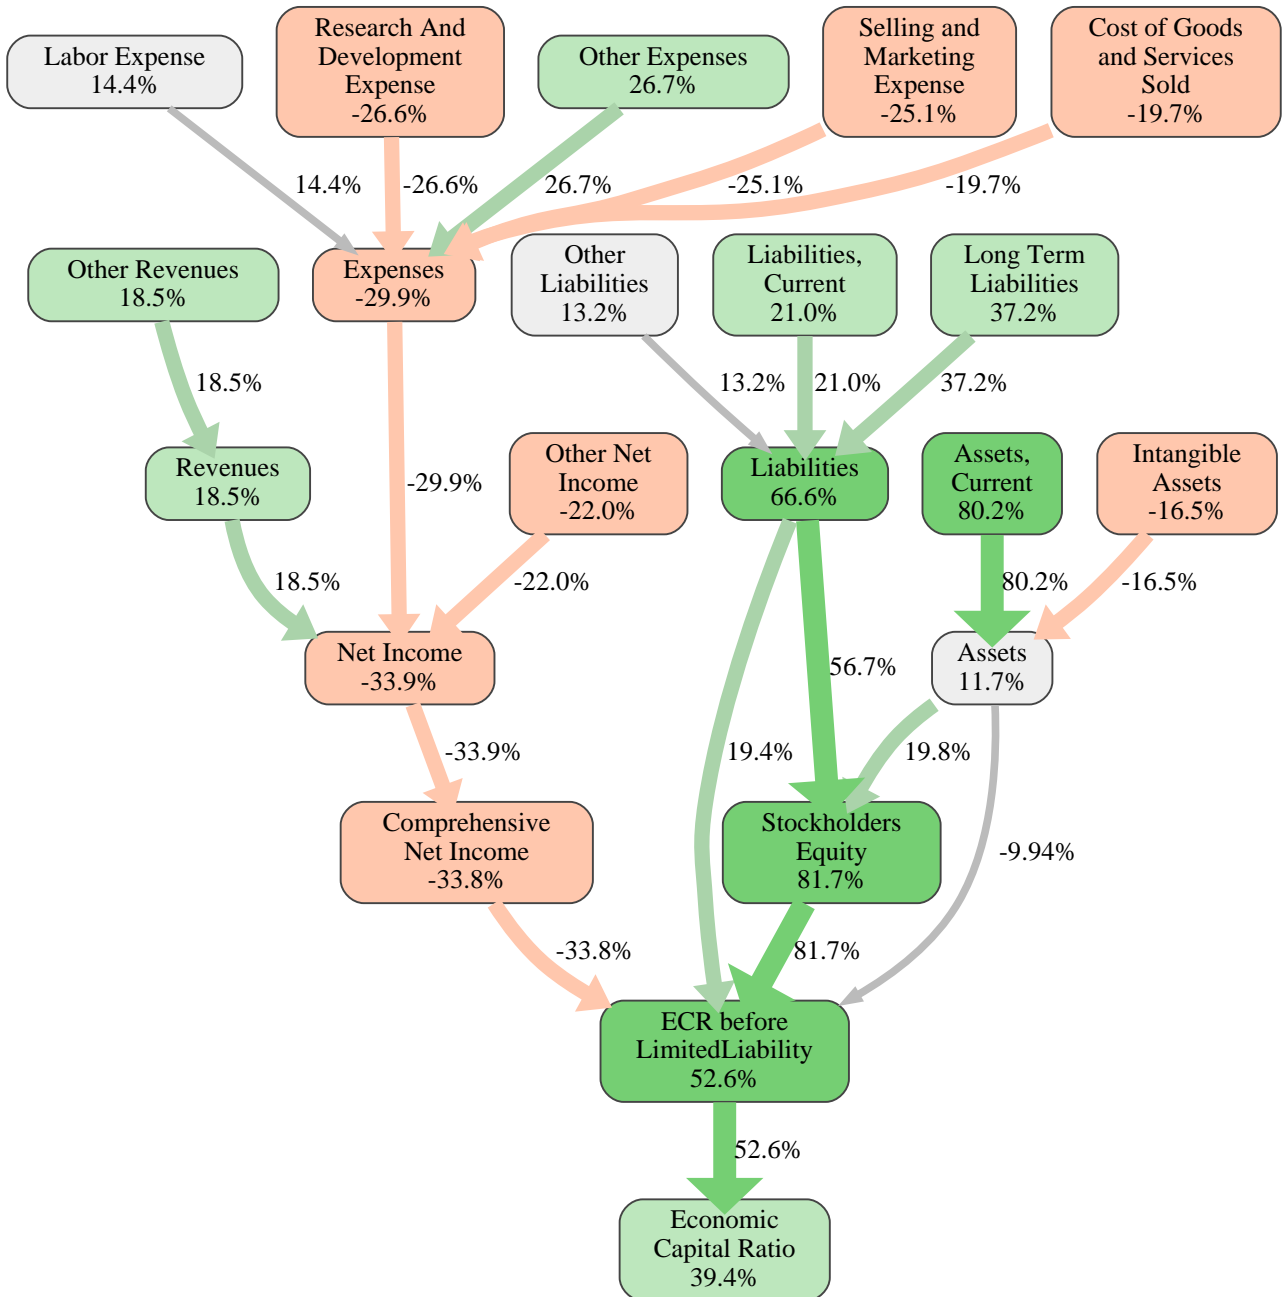 Labor Expense
14.4%
Research And
Development
Expense
-26.6%
Other Expenses
26.7%
Selling and
Marketing
Expense
-25.1%
Cost of Goods
and Services
Sold
-19.7%
14.4%
-26.6%
26.7%
-25.1%
-19.7%
Other Revenues
18.5%
Expenses
-29.9%
Other
Liabilities
13.2%
Liabilities,
Current
21.0%
Long Term
Liabilities
37.2%
18.5%
13.2%
21.0%
37.2%
Revenues
18.5%
-29.9%
Other Net
Income
-22.0%
Liabilities
66.6%
Assets,
Current
80.2%
Intangible
Assets
-16.5%
18.5%
-22.0%
80.2%
-16.5%
Net Income
-33.9%
56.7%
Assets
11.7%
-33.9%
19.4%
19.8%
Comprehensive
Net Income
-33.8%
Stockholders
Equity
81.7%
-9.94%
-33.8%
81.7%
ECR before
LimitedLiability
52.6%
52.6%
Economic
Capital Ratio
39.4%